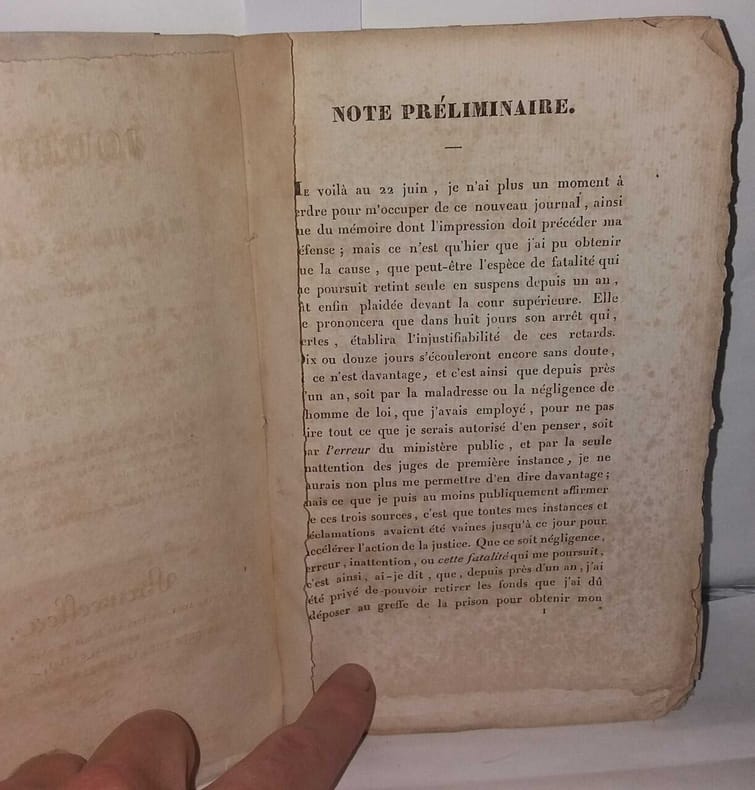 NOTE PRÉLIMINAIRE.
Le voilà au 22 juin, je n'ai plus un moment à
erdre pour m'occuper de ce nouveau journal, ainsi
ue du mémoire dont l'impression doit précéder ma
éfense; mais ce n'est qu'hier que j'ai pu obtenir
ue la cause, que peut-être l'espèce de fatalité qui
ne poursuit retint seule en suspens depuis un an,
ût enfin plaidée devant la cour supérieure. Elle
e prononcera que dans huit jours son arrêt qui,
ertes, établira l'injustifiabilité de ces retards.
Dix ou douze jours s'écouleront encore sans doute,
ce n'est davantage, et c'est ainsi que depuis près
'un an, soit par la maladresse ou la négligence de
homme de loi, que j'avais employé, pour ne pas
ire tout ce que je serais autorisé d'en penser, soit
ar l'erreur du ministère public, et par la seule
nattention des juges de première instance, je ne
aurais non plus me permettre d'en dire davantage;
mais ce que je puis au moins publiquement affirmer
e ces trois sources, c'est que toutes mes instances et
éclamations avaient été vaines jusqu'à ce jour pour
accélérer l'action de la justice. Que ce soit négligence,
erreur, inattention, ou cette fatalité qui me poursuit,
c'est ainsi, ai-je dit, que, depuis près d'un an, j'ai
été privé de pouvoir retirer les fonds que j'ai dû
déposer au greffe de la prison pour obtenir mon
1